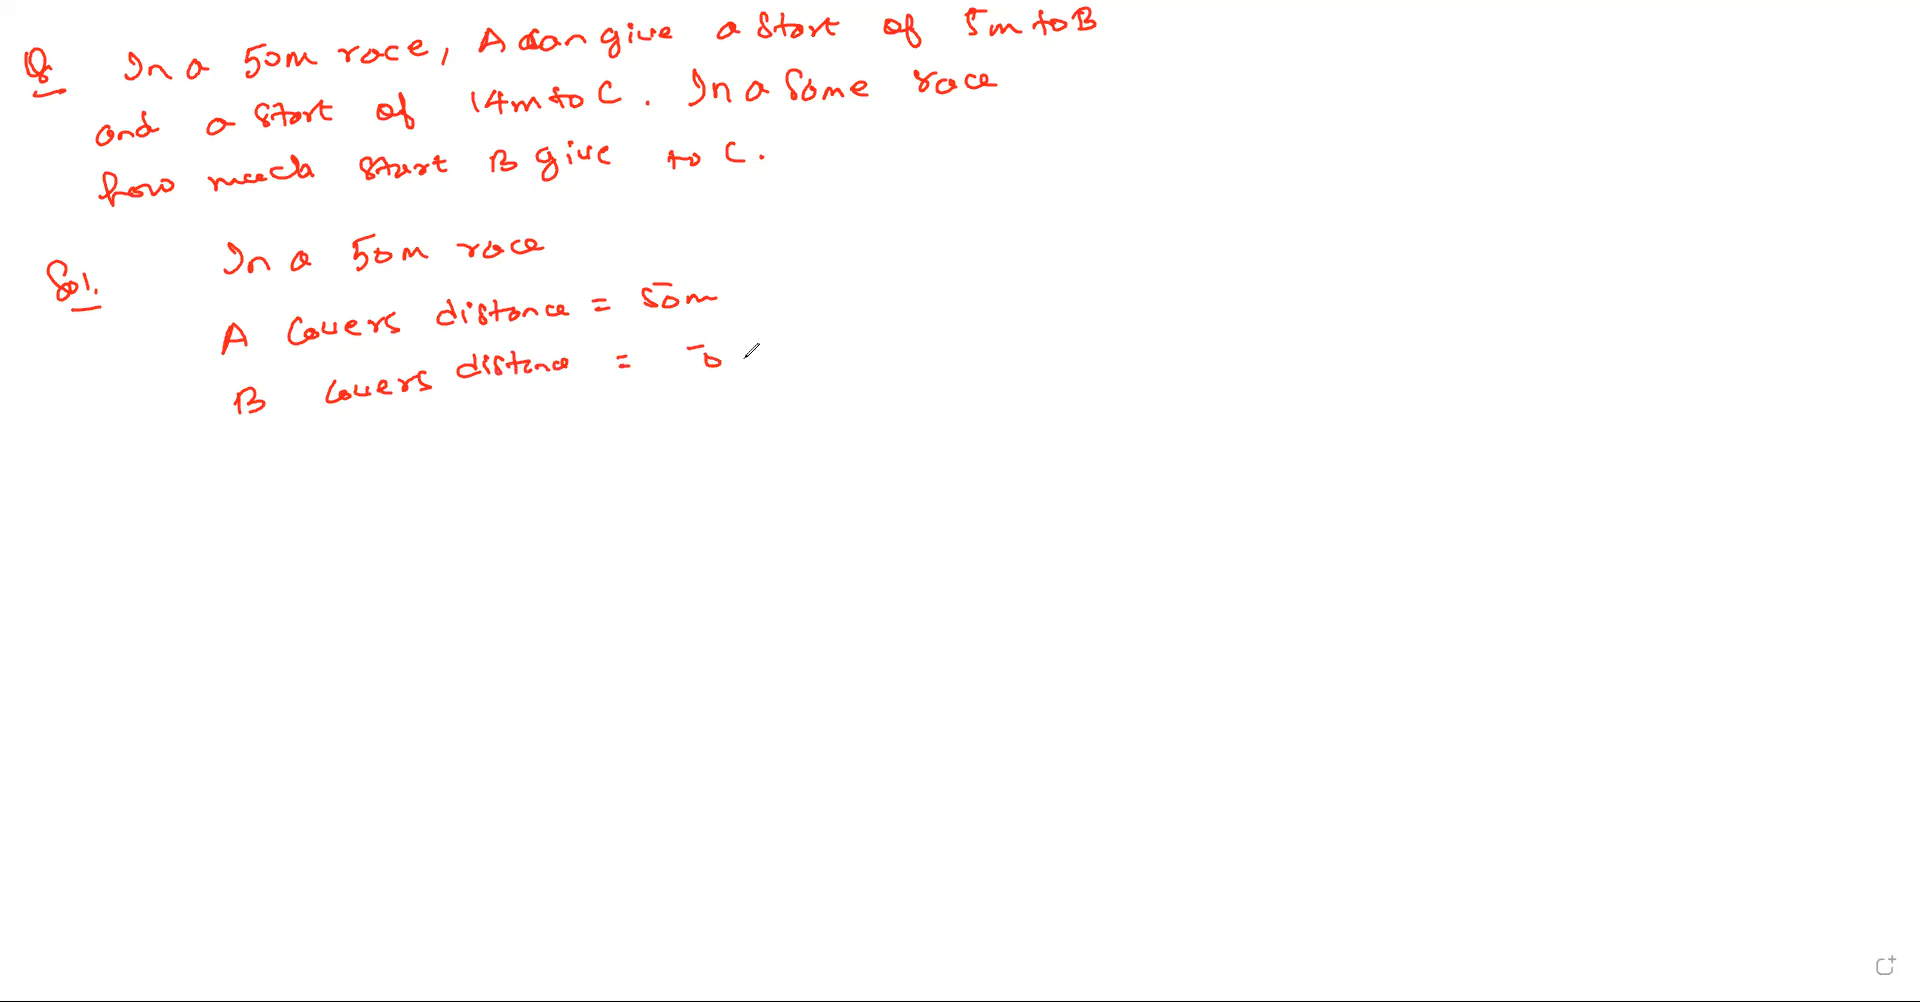 Q In a 50m race, A can give a start of 5m to B
and a start of 14m to C. In a same race
how much start B give to C.
Sol. In a 50m race
A covers distance = 50m
B covers distance =